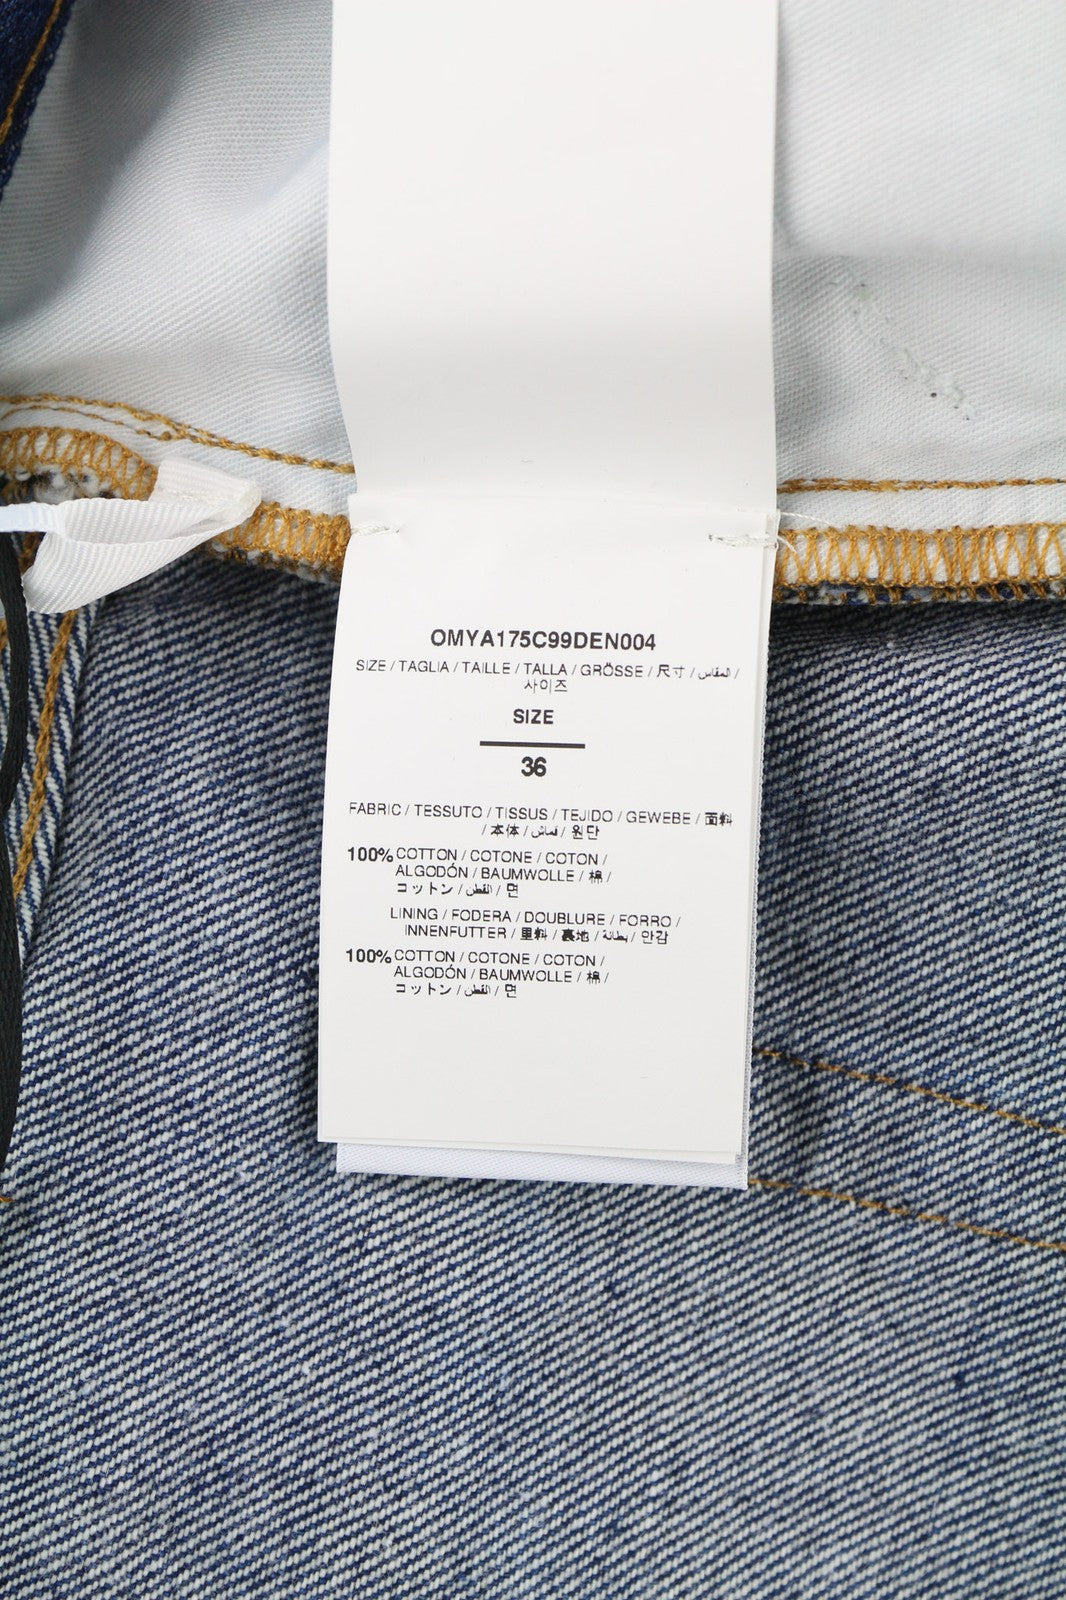 OMYA175C99DEN004
SIZE / TAGLIA / TAILLE / TALLA / GRÖSSE / 尺寸 / المقاس /
사이즈
SIZE
36
FABRIC / TESSUTO / TISSUS / TEJIDO / GEWEBE / 面料
/ 本体 / قماش / 원단
100% COTTON / COTONE / COTON /
ALGODÓN / BAUMWOLLE / 棉 /
コットン / القطن / 면
LINING / FODERA / DOUBLURE / FORRO /
INNENFUTTER / 里料 / 裏地 / بطانة / 안감
100% COTTON / COTONE / COTON /
ALGODÓN / BAUMWOLLE / 棉 /
コットン / القطن / 면